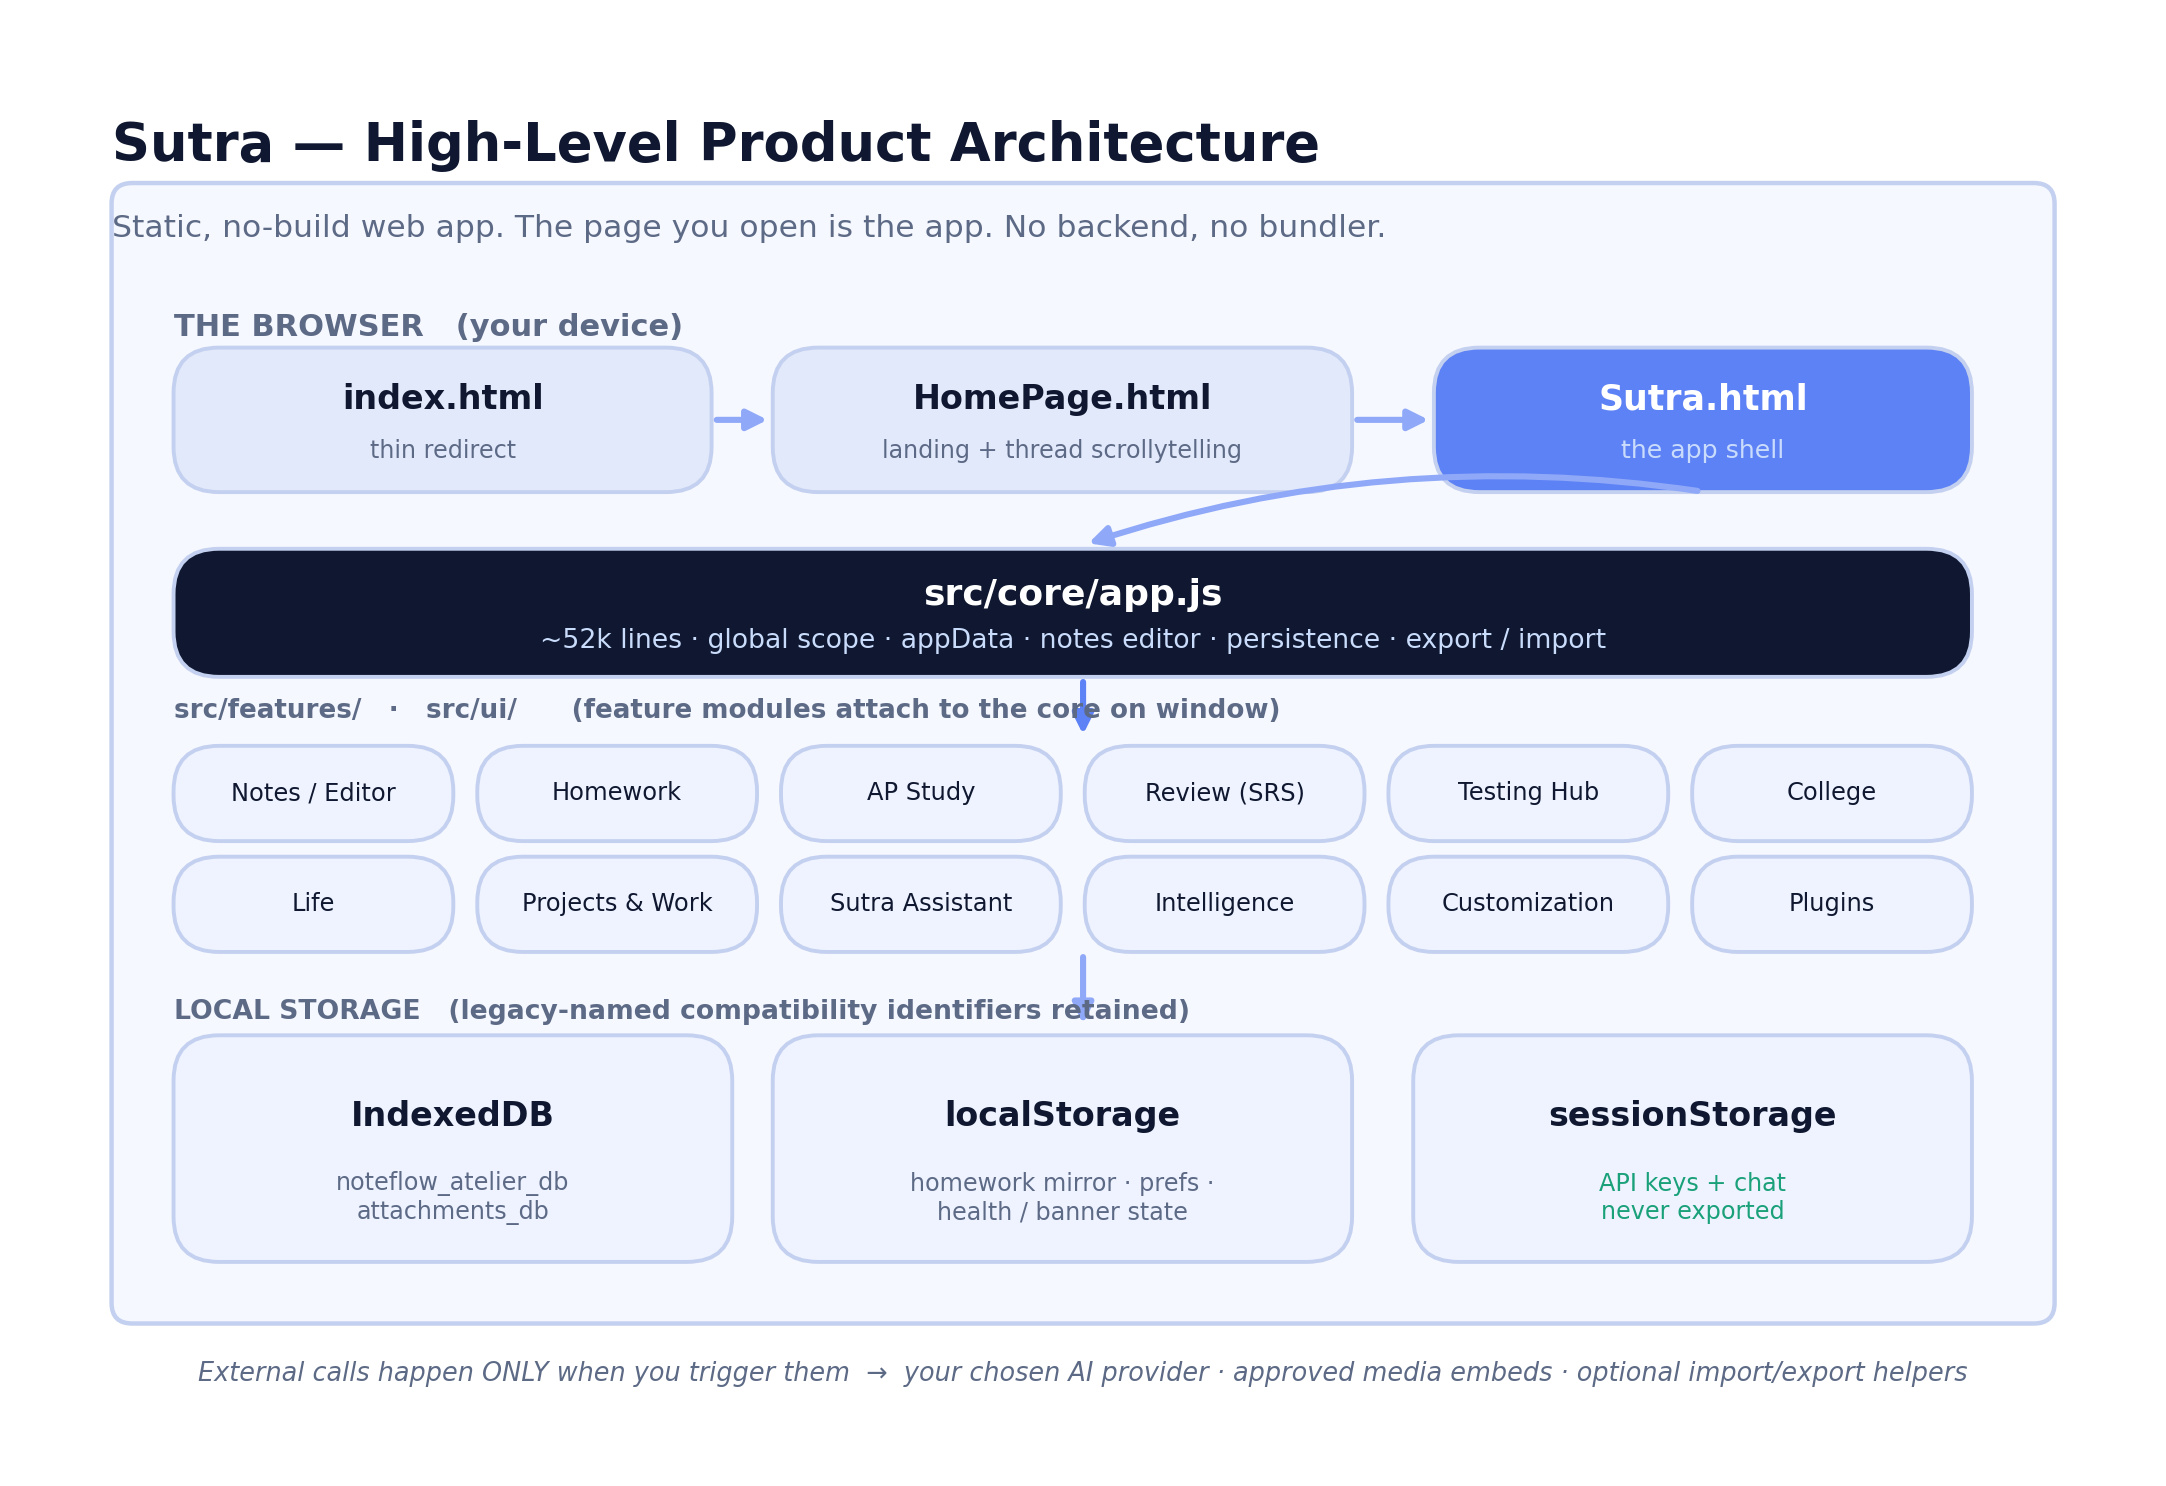 Sutra — High-Level Product Architecture
Static, no-build web app. The page you open is the app. No backend, no bundler.
THE BROWSER (your device)
index.html
thin redirect
HomePage.html
landing + thread scrollytelling
Sutra.html
the app shell
src/core/app.js
~52k lines · global scope · appData · notes editor · persistence · export / import
src/features/ · src/ui/ (feature modules attach to the core on window)
Notes / Editor
Homework
AP Study
Review (SRS)
Testing Hub
College
Life
Projects & Work
Sutra Assistant
Intelligence
Customization
Plugins
LOCAL STORAGE (legacy-named compatibility identifiers retained)
IndexedDB
noteflow_atelier_db
attachments_db
localStorage
homework mirror · prefs ·
health / banner state
sessionStorage
API keys + chat
never exported
External calls happen ONLY when you trigger them → your chosen AI provider · approved media embeds · optional import/export helpers